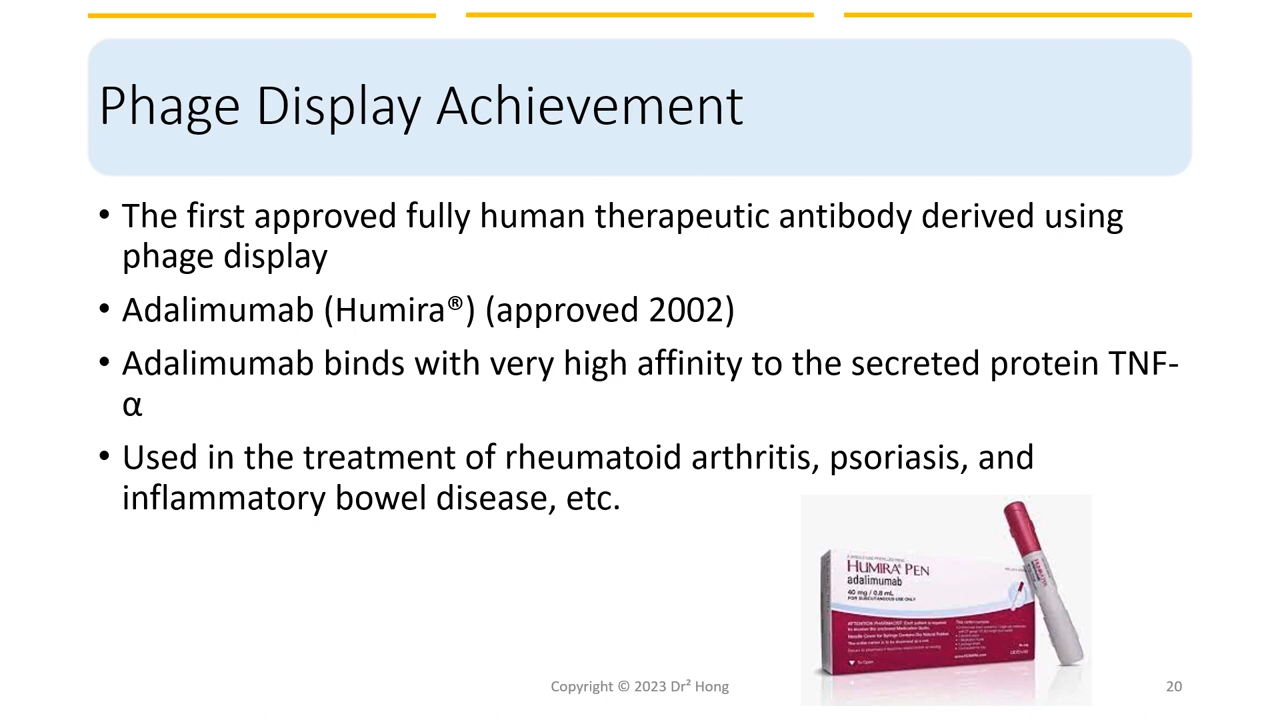 Phage Display Achievement
• The first approved fully human therapeutic antibody derived using
phage display
• Adalimumab (Humira®) (approved 2002)
• Adalimumab binds with very high affinity to the secreted protein TNF-
α
• Used in the treatment of rheumatoid arthritis, psoriasis, and
inflammatory bowel disease, etc.
HUMIRA® PEN
adalimumab
40 mg / 0.8 mL
FOR SUBCUTANEOUS USE ONLY
abbvie
Copyright © 2023 Dr² Hong
20